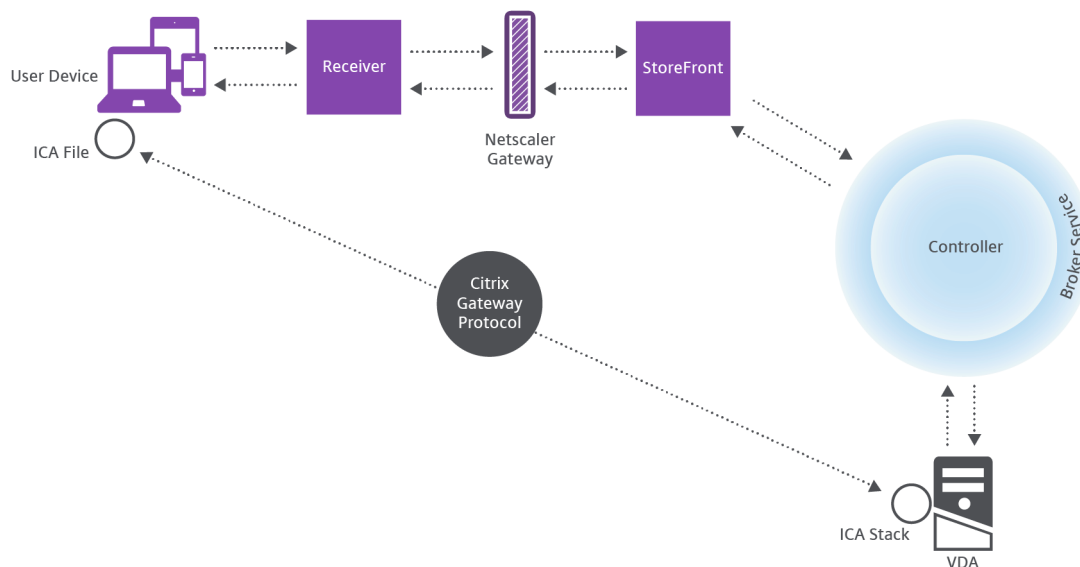 User Device
Receiver
StoreFront
Netscaler
Gateway
ICA File
Controller
Broker Service
Citrix
Gateway
Protocol
ICA Stack
VDA